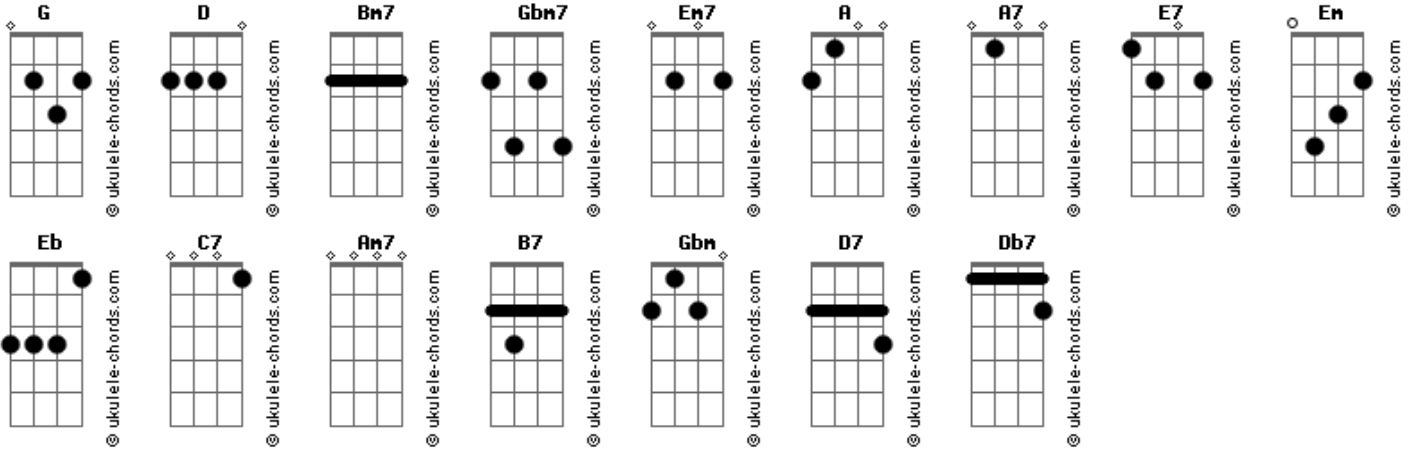 G D Bm7 Gbm7 Em7 A A7 E7 Em
© ukulele-chords.com © ukulele-chords.com © ukulele-chords.com © ukulele-chords.com © ukulele-chords.com © ukulele-chords.com © ukulele-chords.com © ukulele-chords.com © ukulele-chords.com
Eb C7 Am7 B7 Gbm D7 Db7
© ukulele-chords.com © ukulele-chords.com © ukulele-chords.com © ukulele-chords.com © ukulele-chords.com © ukulele-chords.com © ukulele-chords.com